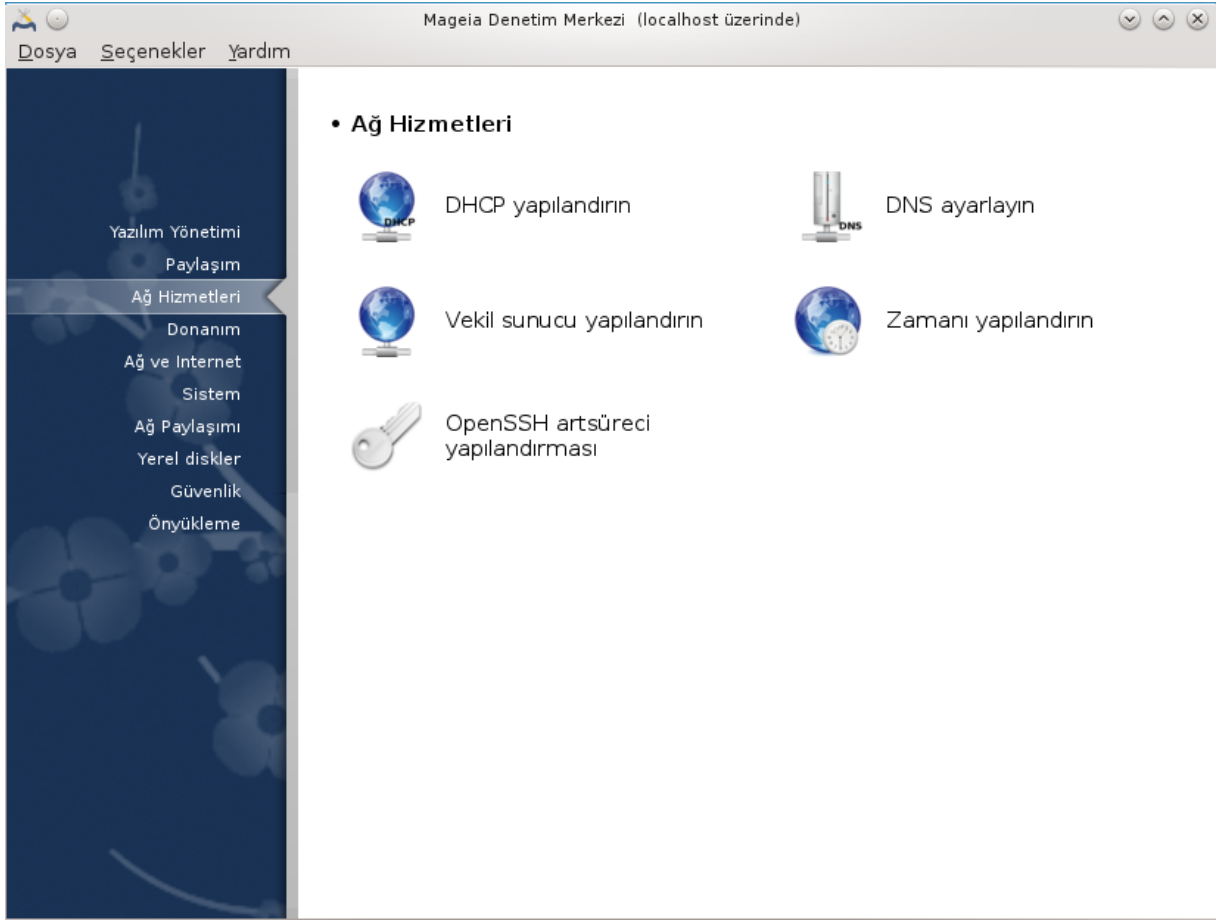 Mageia Denetim Merkezi (localhost üzerinde)
Dosya Seçenekler Yardım
Yazılım Yönetimi
Paylaşım
Ağ Hizmetleri
Donanım
Ağ ve Internet
Sistem
Ağ Paylaşımı
Yerel diskler
Güvenlik
Önyükleme
• Ağ Hizmetleri
DHCP
DHCP yapılandırın
DNS
DNS ayarlayın
Vekil sunucu yapılandırın
Zamanı yapılandırın
OpenSSH artsüreci
yapılandırması